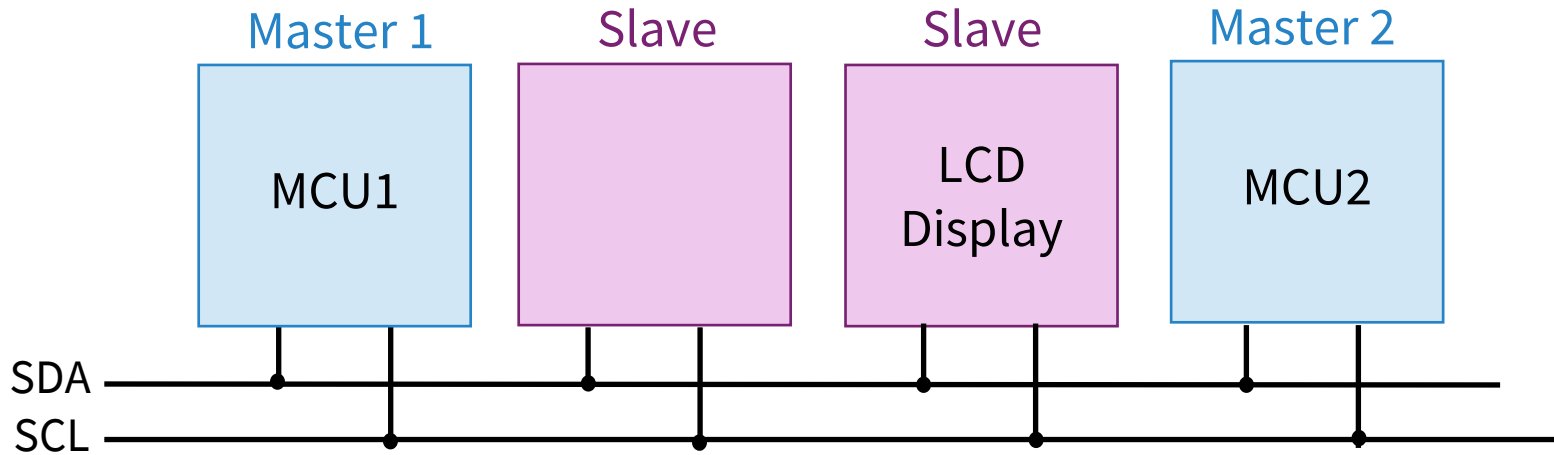 Master 1
Slave
Slave
Master 2
MCU1
LCD
Display
MCU2
SDA
SCL